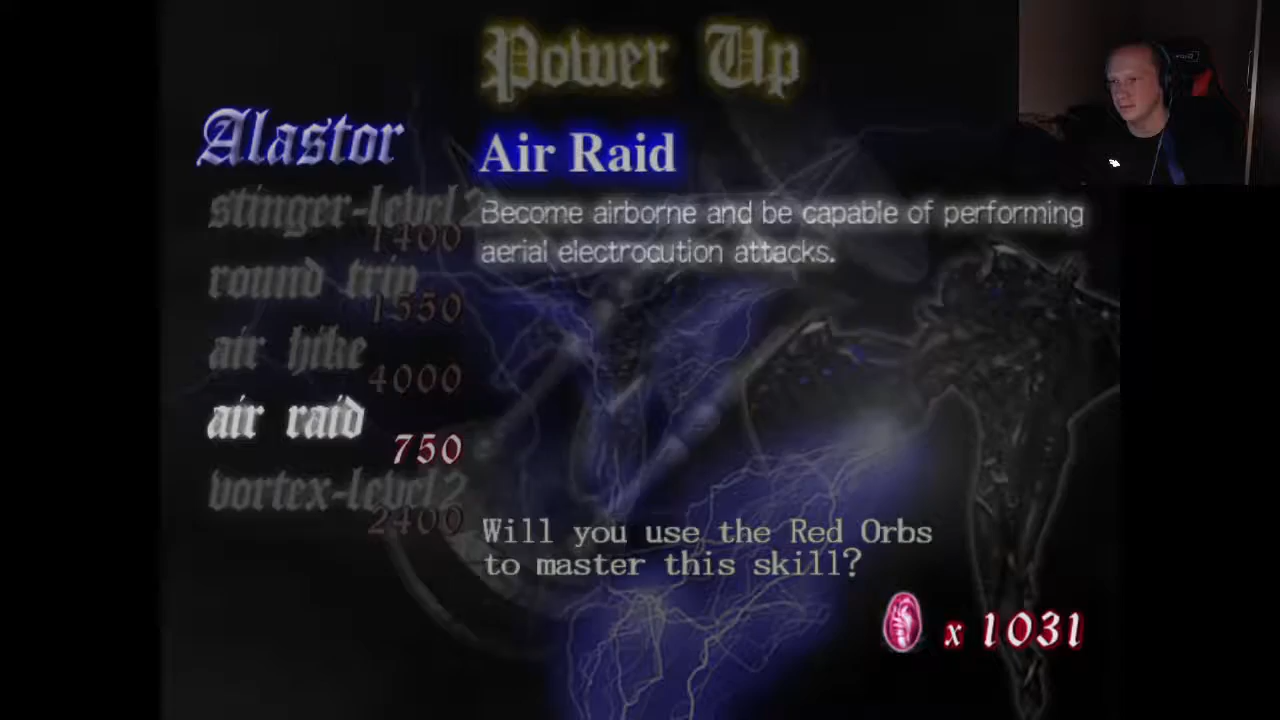 Power Up
Alastor
Air Raid
stinger-level2
1400
Become airborne and be capable of performing
aerial electrocution attacks.
round trip
1550
air hike
4000
air raid
750
vortex-level2
2400
Will you use the Red Orbs
to master this skill?
x 1031